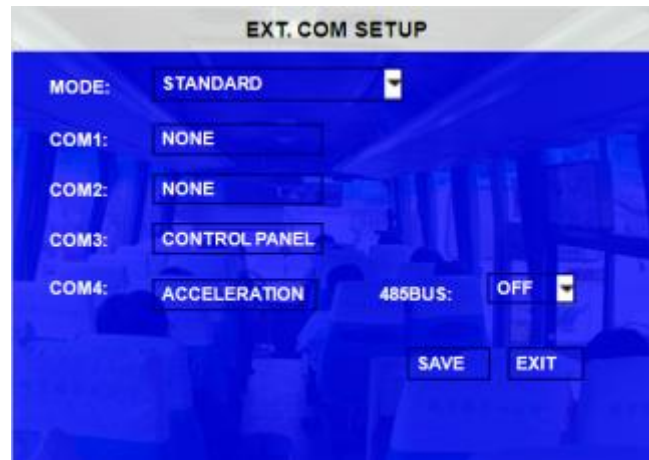 EXT. COM SETUP
MODE: STANDARD
COM1: NONE
COM2: NONE
COM3: CONTROL PANEL
COM4: ACCELERATION 485BUS: OFF
SAVE EXIT